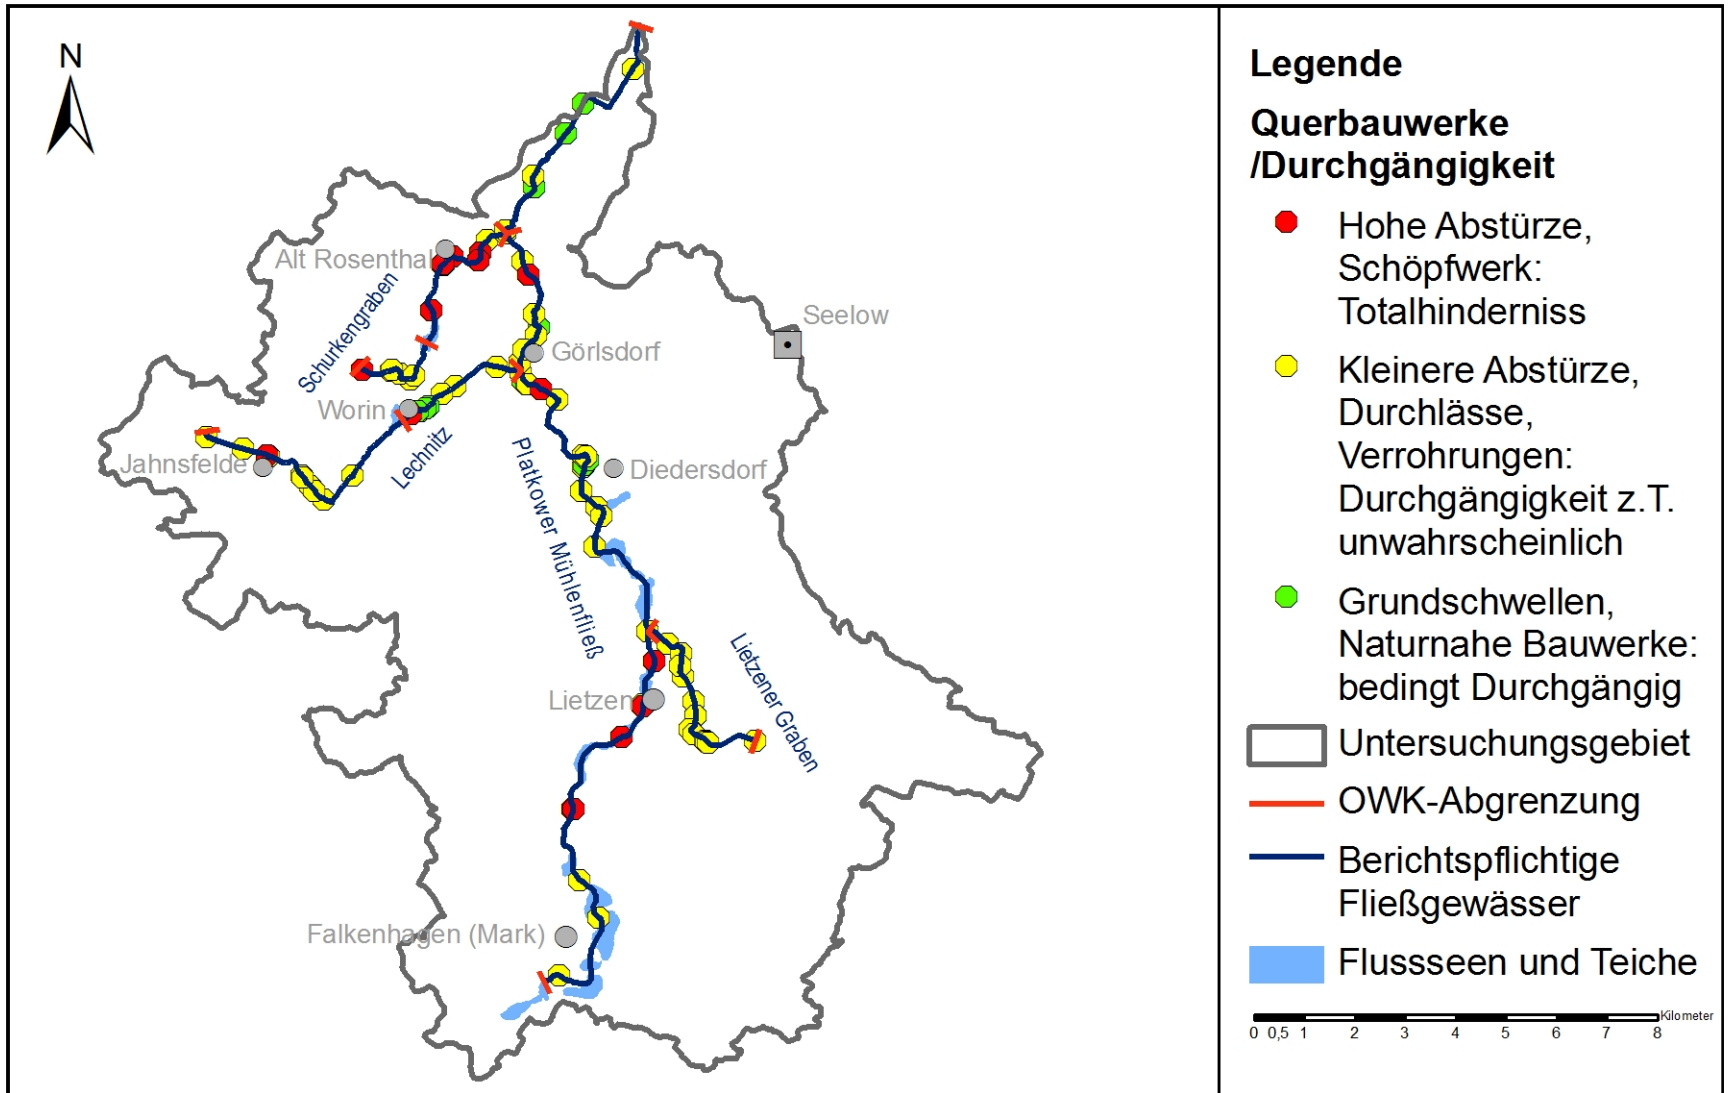 N
Alt Rosenthal
Schurkengraben
Seelow
Görlsdorf
Worin
Lechnitz
Jahnsfelde
Platkower Mühlenfließ
Diedersdorf
Lietzen
Lietzener Graben
Falkenhagen (Mark)
Legende
Querbauwerke
/Durchgängigkeit
Hohe Abstürze,
Schöpfwerk:
Totalhinderniss
Kleinere Abstürze,
Durchlässe,
Verrohrungen:
Durchgängigkeit z.T.
unwahrscheinlich
Grundschwellen,
Naturnahe Bauwerke:
bedingt Durchgängig
Untersuchungsgebiet
OWK-Abgrenzung
Berichtspflichtige
Fließgewässer
Flussseen und Teiche
Kilometer
0 0,5 1 2 3 4 5 6 7 8